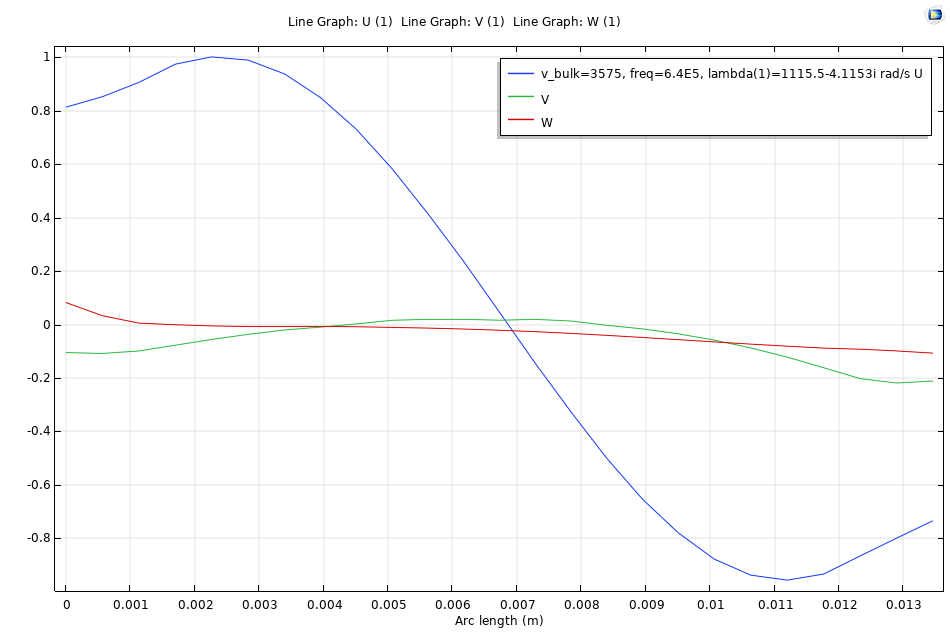 Line Graph: U (1)  Line Graph: V (1)  Line Graph: W (1)
v_bulk=3575, freq=6.4E5, lambda(1)=1115.5-4.1153i rad/s U
V
W
1
0.8
0.6
0.4
0.2
0
-0.2
-0.4
-0.6
-0.8
0 0.001 0.002 0.003 0.004 0.005 0.006 0.007 0.008 0.009 0.01 0.011 0.012 0.013
Arc length (m)